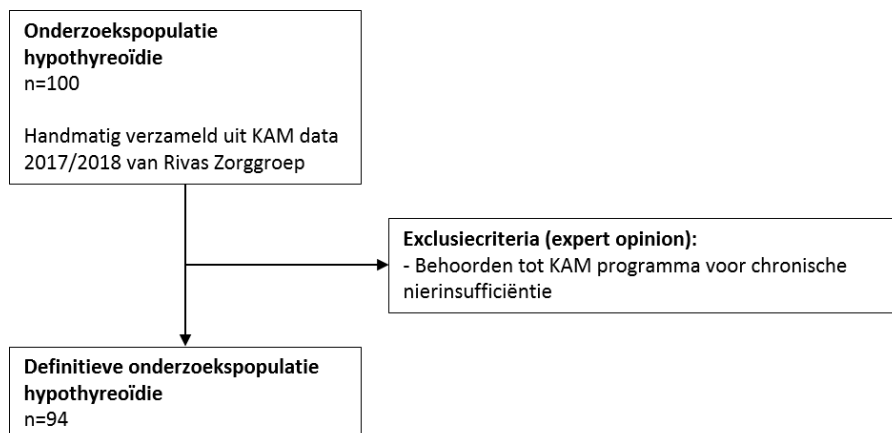 Onderzoekspopulatie
hypothyreoïdie
n=100
Handmatig verzameld uit KAM data
2017/2018 van Rivas Zorggroep
Exclusiecriteria (expert opinion):
- Behoorden tot KAM programma voor chronische
nierinsufficiëntie
Definitieve onderzoekspopulatie
hypothyreoïdie
n=94